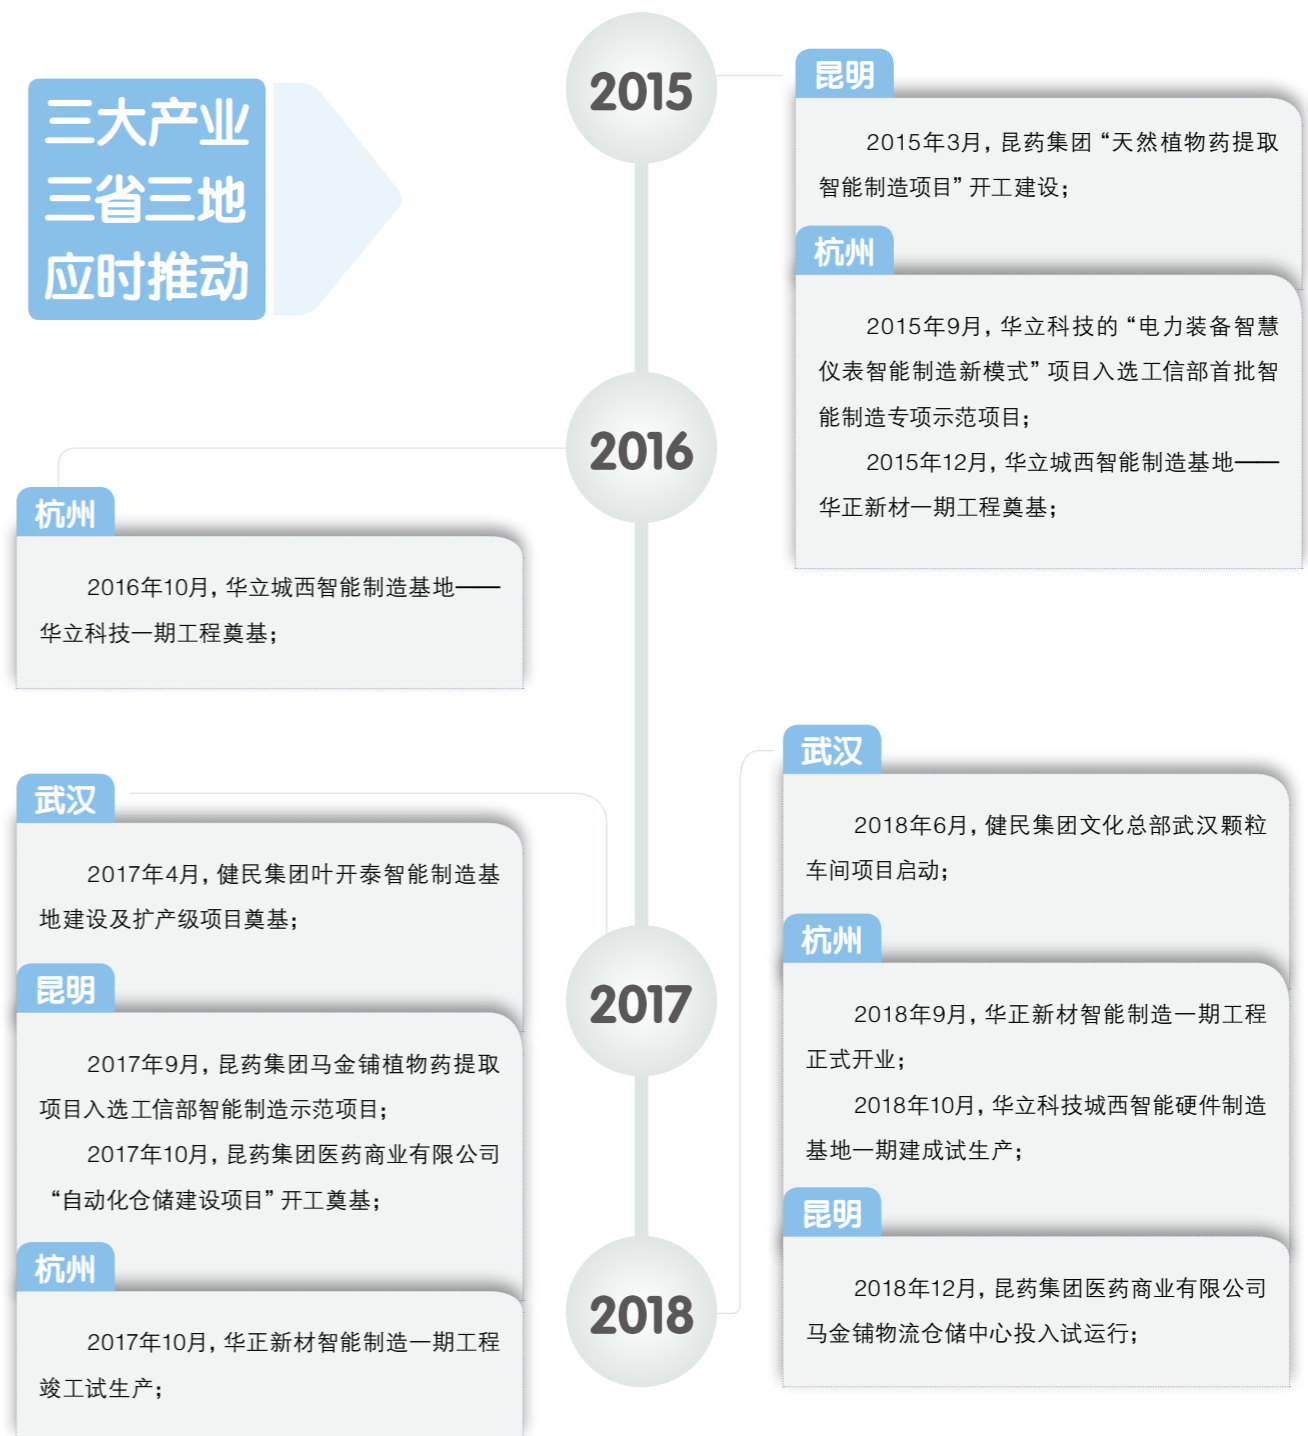 三大产业
三省三地
应时推动
2015
昆明
2015年3月，昆药集团“天然植物药提取
智能制造项目”开工建设；
杭州
2015年9月，华立科技的“电力装备智慧
仪表智能制造新模式”项目入选工信部首批智
能制造专项示范项目；
2015年12月，华立城西智能制造基地——
华正新材一期工程奠基；
2016
杭州
2016年10月，华立城西智能制造基地——
华立科技一期工程奠基；
2017
武汉
2017年4月，健民集团叶开泰智能制造基
地建设及扩产级项目奠基；
昆明
2017年9月，昆药集团马金铺植物药提取
项目入选工信部智能制造示范项目；
2017年10月，昆药集团医药商业有限公司
“自动化仓储建设项目”开工奠基；
杭州
2017年10月，华正新材智能制造一期工程
竣工试生产；
2018
武汉
2018年6月，健民集团文化总部武汉颗粒
车间项目启动；
杭州
2018年9月，华正新材智能制造一期工程
正式开业；
2018年10月，华立科技城西智能硬件制造
基地一期建成试生产；
昆明
2018年12月，昆药集团医药商业有限公司
马金铺物流仓储中心投入试运行；